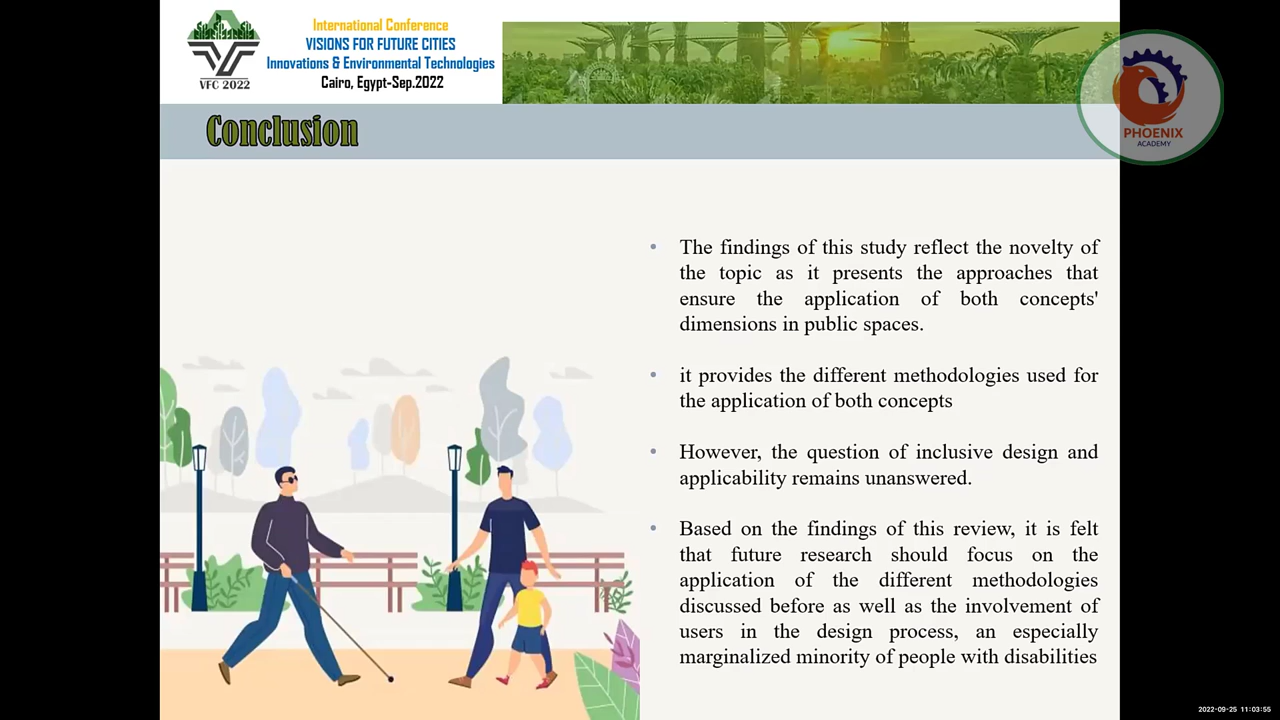 International Conference
VISIONS FOR FUTURE CITIES
Innovations & Environmental Technologies
Cairo, Egypt-Sep.2022
VFC 2022
PHOENIX
ACADEMY
Conclusion
• The findings of this study reflect the novelty of
the topic as it presents the approaches that
ensure the application of both concepts'
dimensions in public spaces.
• it provides the different methodologies used for
the application of both concepts
• However, the question of inclusive design and
applicability remains unanswered.
• Based on the findings of this review, it is felt
that future research should focus on the
application of the different methodologies
discussed before as well as the involvement of
users in the design process, an especially
marginalized minority of people with disabilities
2022-09-25 11:03:55